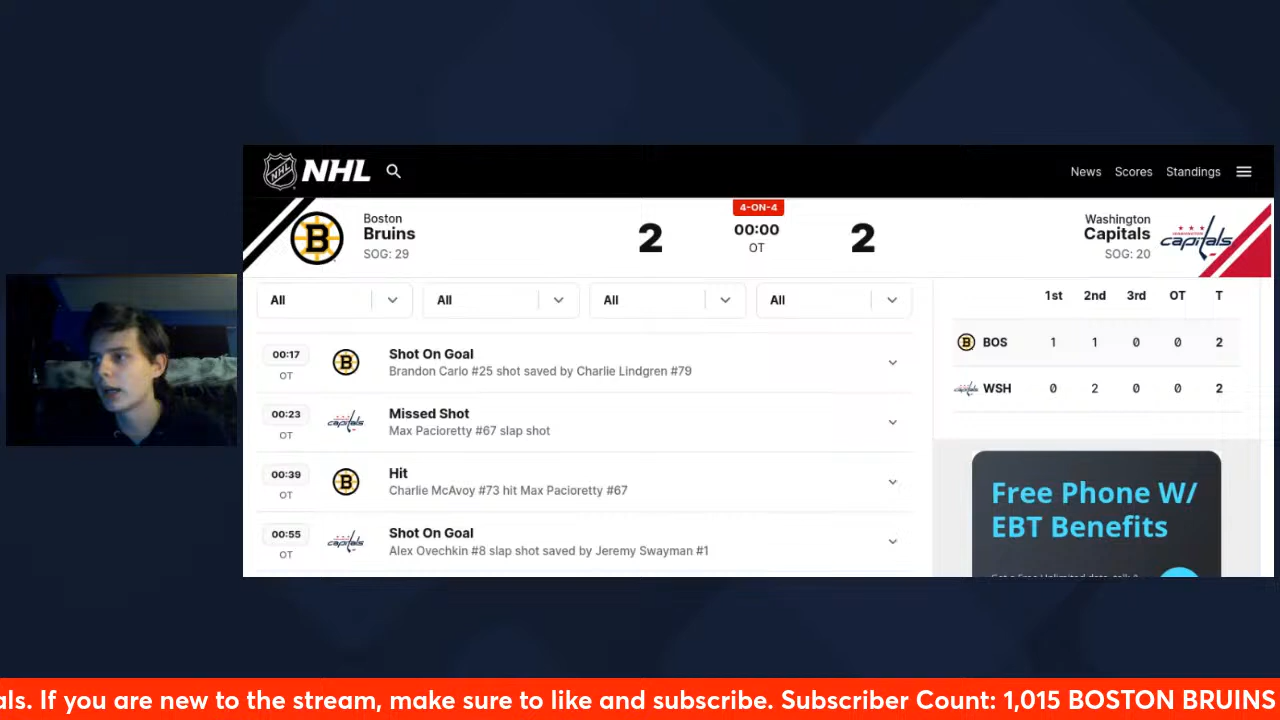 NHL
News Scores Standings
4-ON-4
Boston
Bruins
SOG: 29
2
00:00
OT
2
Washington
Capitals
SOG: 20
capitals
All All All All
00:17
OT
Shot On Goal
Brandon Carlo #25 shot saved by Charlie Lindgren #79
00:23
OT
capitals
Missed Shot
Max Pacioretty #67 slap shot
00:39
OT
Hit
Charlie McAvoy #73 hit Max Pacioretty #67
00:55
OT
capitals
Shot On Goal
Alex Ovechkin #8 slap shot saved by Jeremy Swayman #1
1st 2nd 3rd OT T
BOS 1 1 0 0 2
WSH 0 2 0 0 2
Free Phone W/
EBT Benefits
als. If you are new to the stream, make sure to like and subscribe. Subscriber Count: 1,015 BOSTON BRUINS